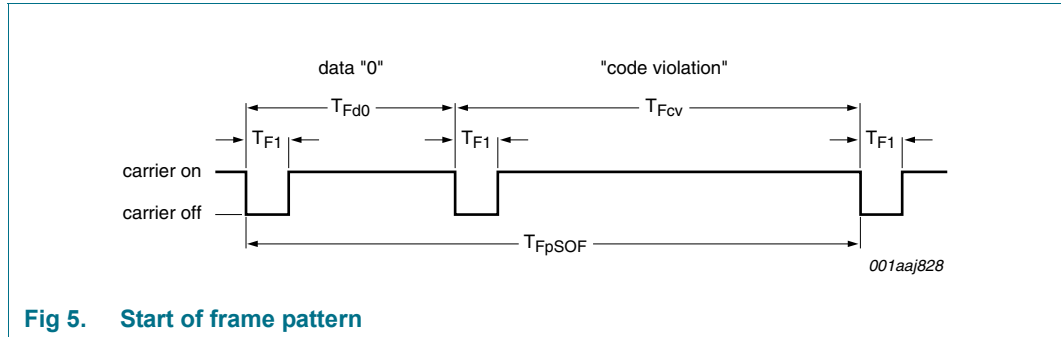 data "0" "code violation"
TFd0 TFcv
TF1 TF1 TF1
carrier on
carrier off
TFpSOF
001aaj828
Fig 5. Start of frame pattern